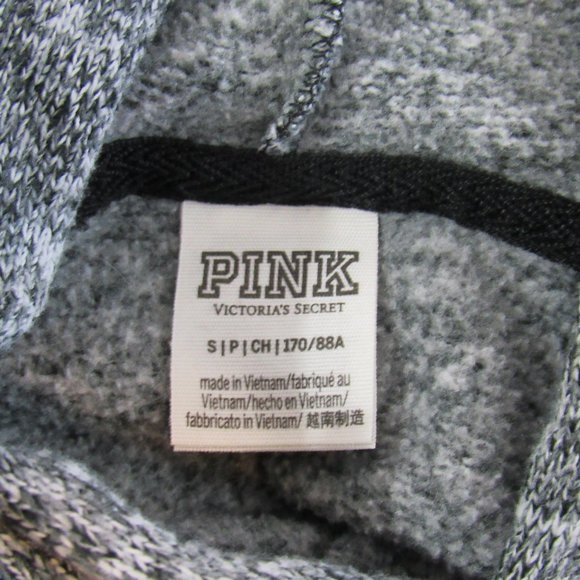 PINK
VICTORIA'S SECRET
S|P|CH|170/88A
made in Vietnam/fabriqué au
Vietnam/hecho en Vietnam/
fabbricato in Vietnam/ 越南制造